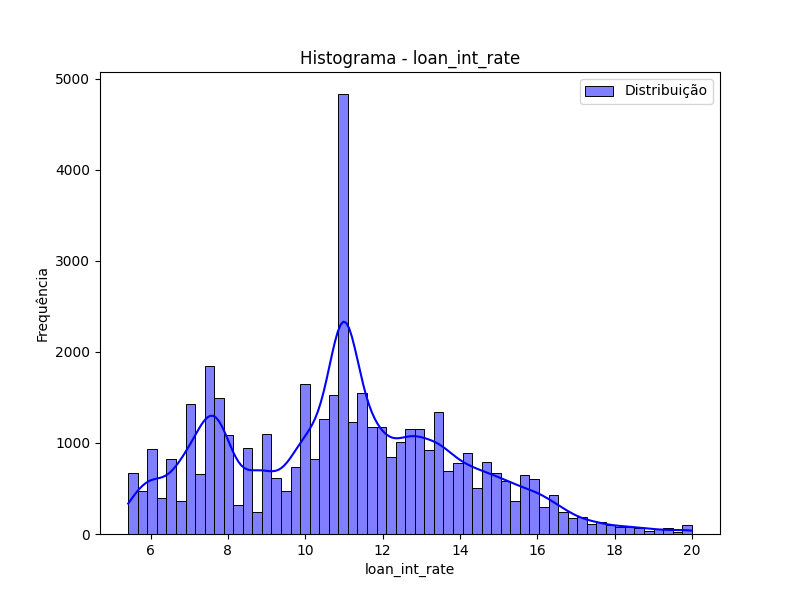 Histograma - loan_int_rate
Distribuição
Frequência
5000
4000
3000
2000
1000
0
6 8 10 12 14 16 18 20
loan_int_rate